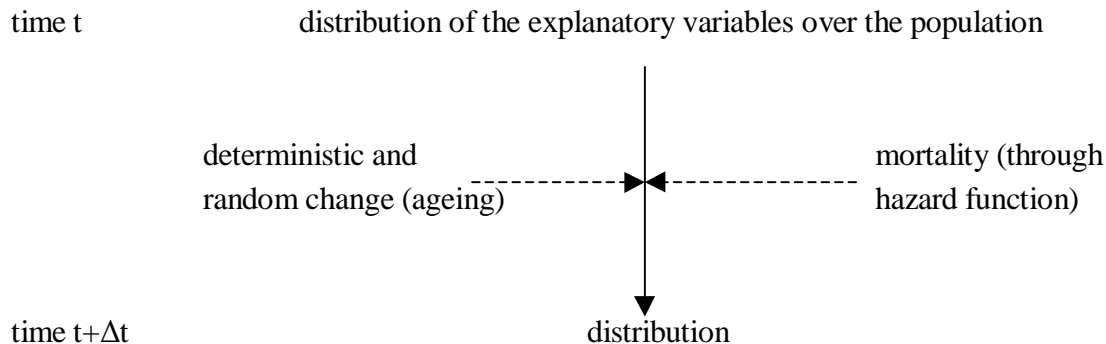 time t
distribution of the explanatory variables over the population
deterministic and
random change (ageing)
mortality (through
hazard function)
time t+Δt
distribution